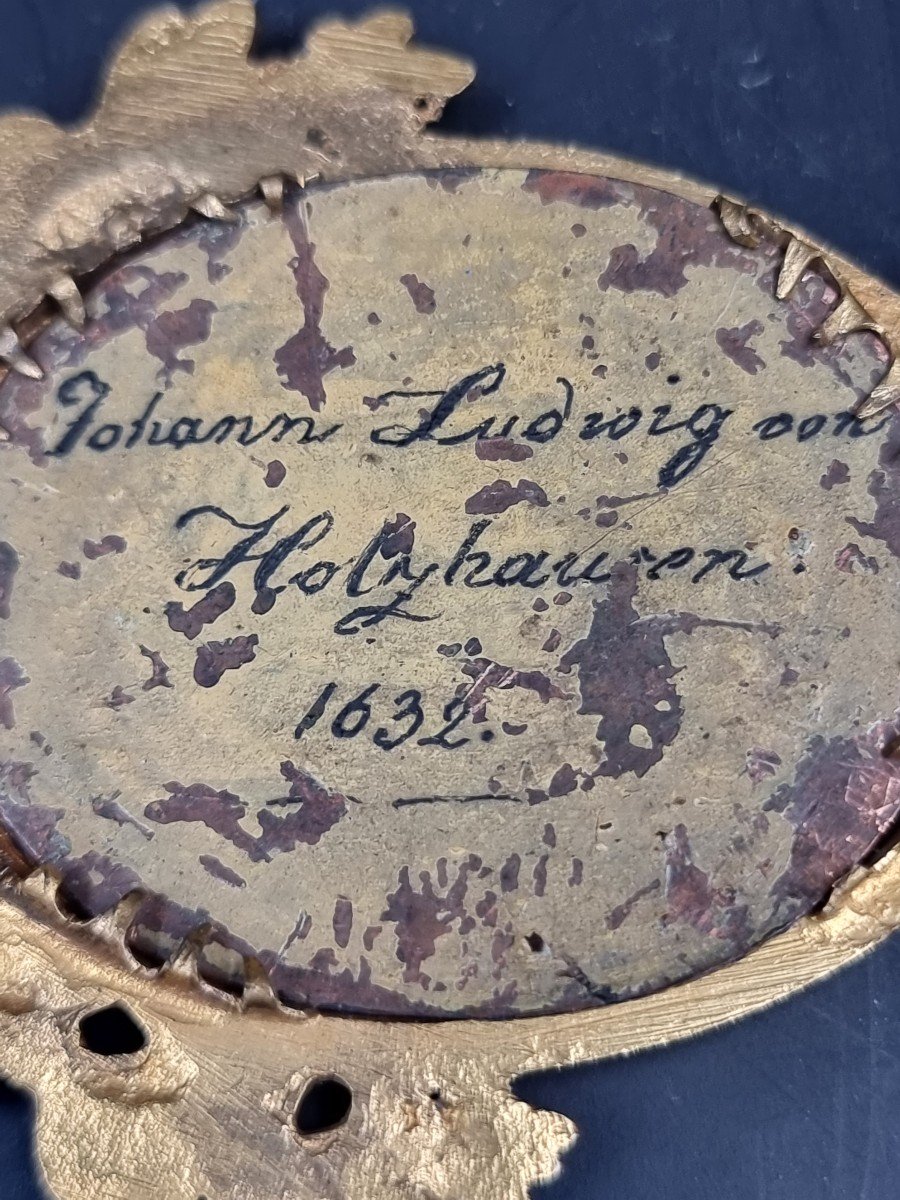 Johann Ludwig von
Holzhausen.
1632.